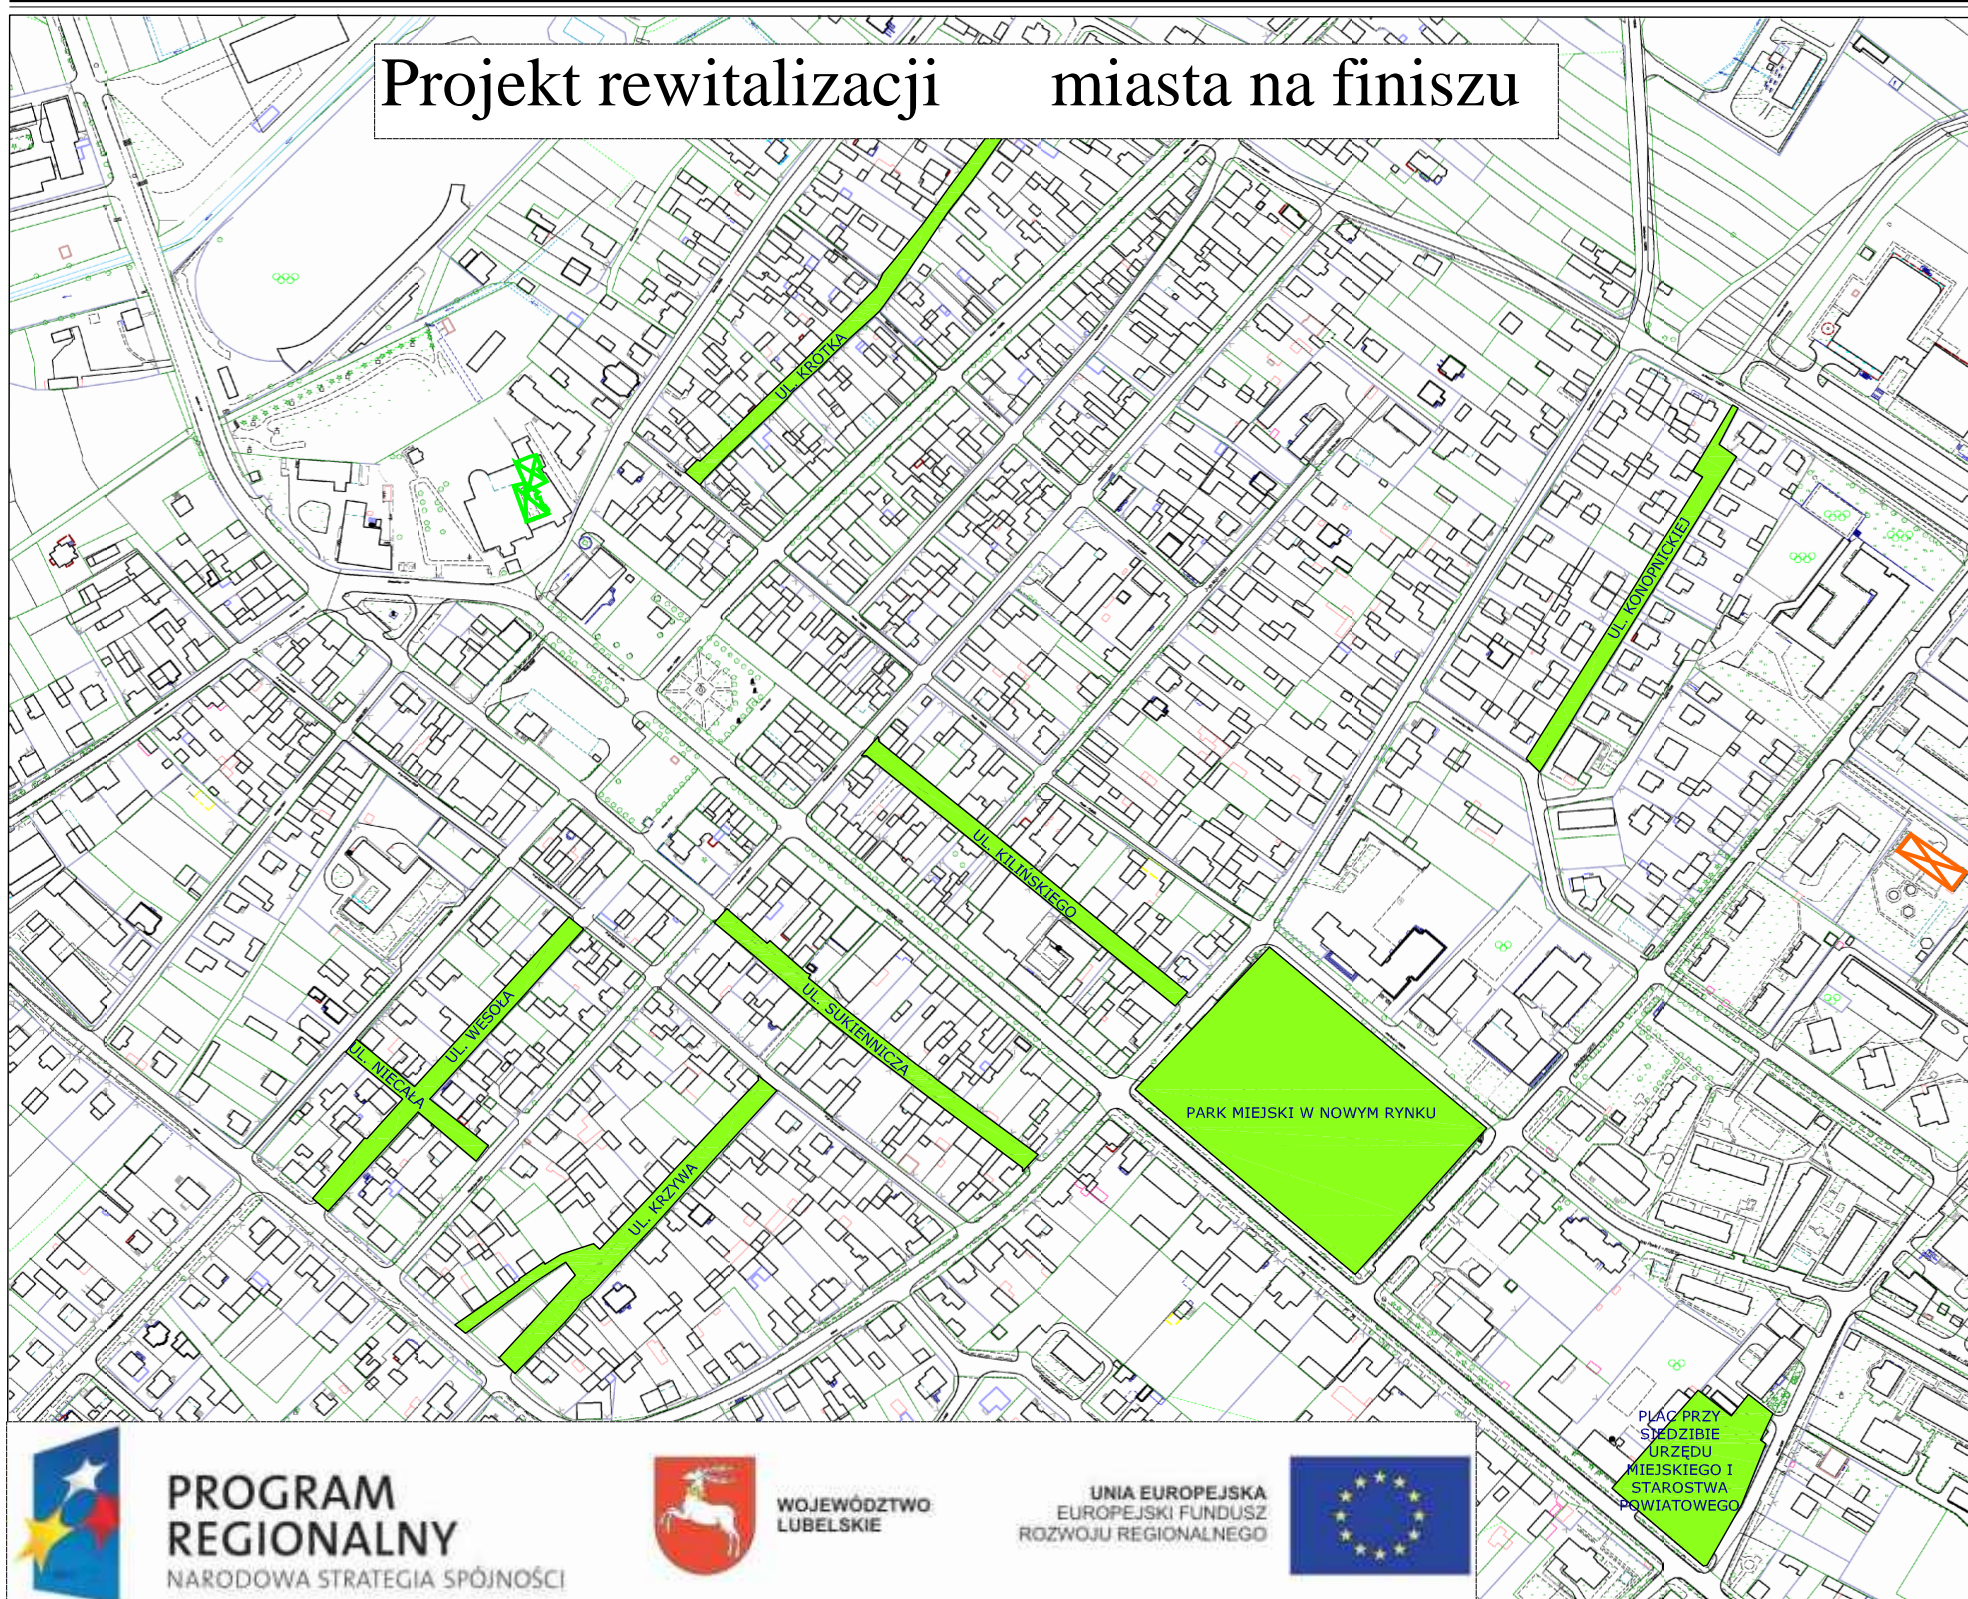 Projekt rewitalizacji miasta na finiszu
UL. KRÓTKA
UL. KONOPNICKIEJ
UL. KILIŃSKIEGO
UL. WESOŁA
UL. NIECAŁA
UL. SUKIENNICZA
UL. KRZYWA
PARK MIEJSKI W NOWYM RYNKU
PLAC PRZY
SIEDZIBIE
URZĘDU
MIEJSKIEGO I
STAROSTWA
POWIATOWEGO
PROGRAM
REGIONALNY
NARODOWA STRATEGIA SPÓJNOŚCI
WOJEWÓDZTWO
LUBELSKIE
UNIA EUROPEJSKA
EUROPEJSKI FUNDUSZ
ROZWOJU REGIONALNEGO